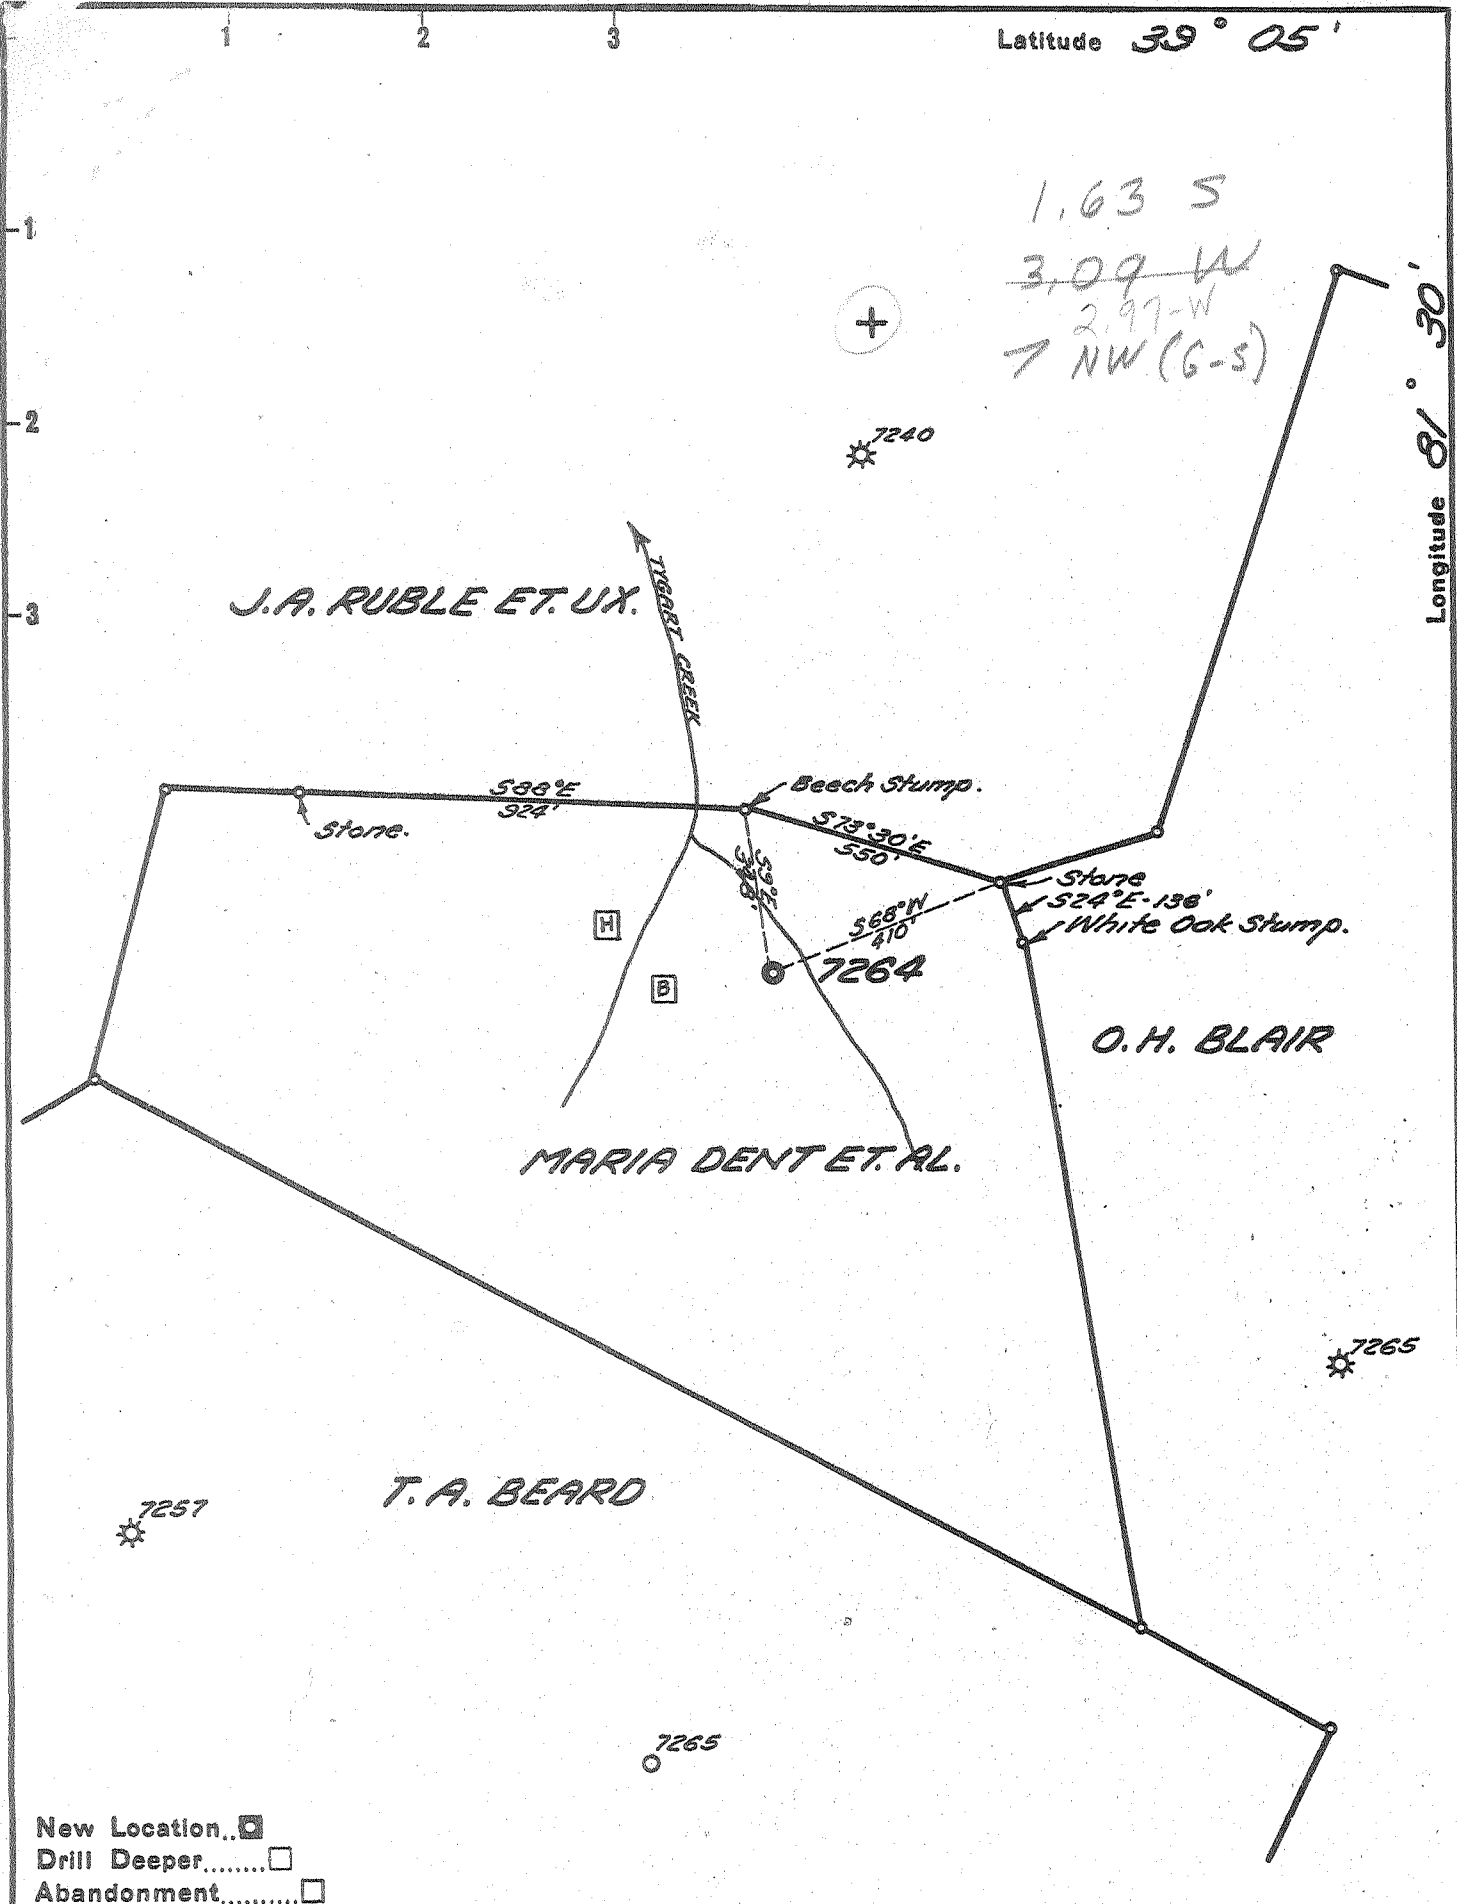 1 2 3
Latitude 39° 05'
1
2
3
1.63 S
3.09 W
2.97-W
7 NW (6-5)
Longitude 81° 30'
7240
TYGART CREEK
J.A. RUBLE ET. UX.
S88°E
924'
Stone.
Beech Stump.
S73°30'E
550'
S9°E
Stone
S24°E-136'
White Oak Stump.
S68°W
410'
H
B
7264
O.H. BLAIR
MARIA DENT ET. AL.
7265
T. A. BEARD
7257
7265
New Location..
Drill Deeper........
Abandonment..........